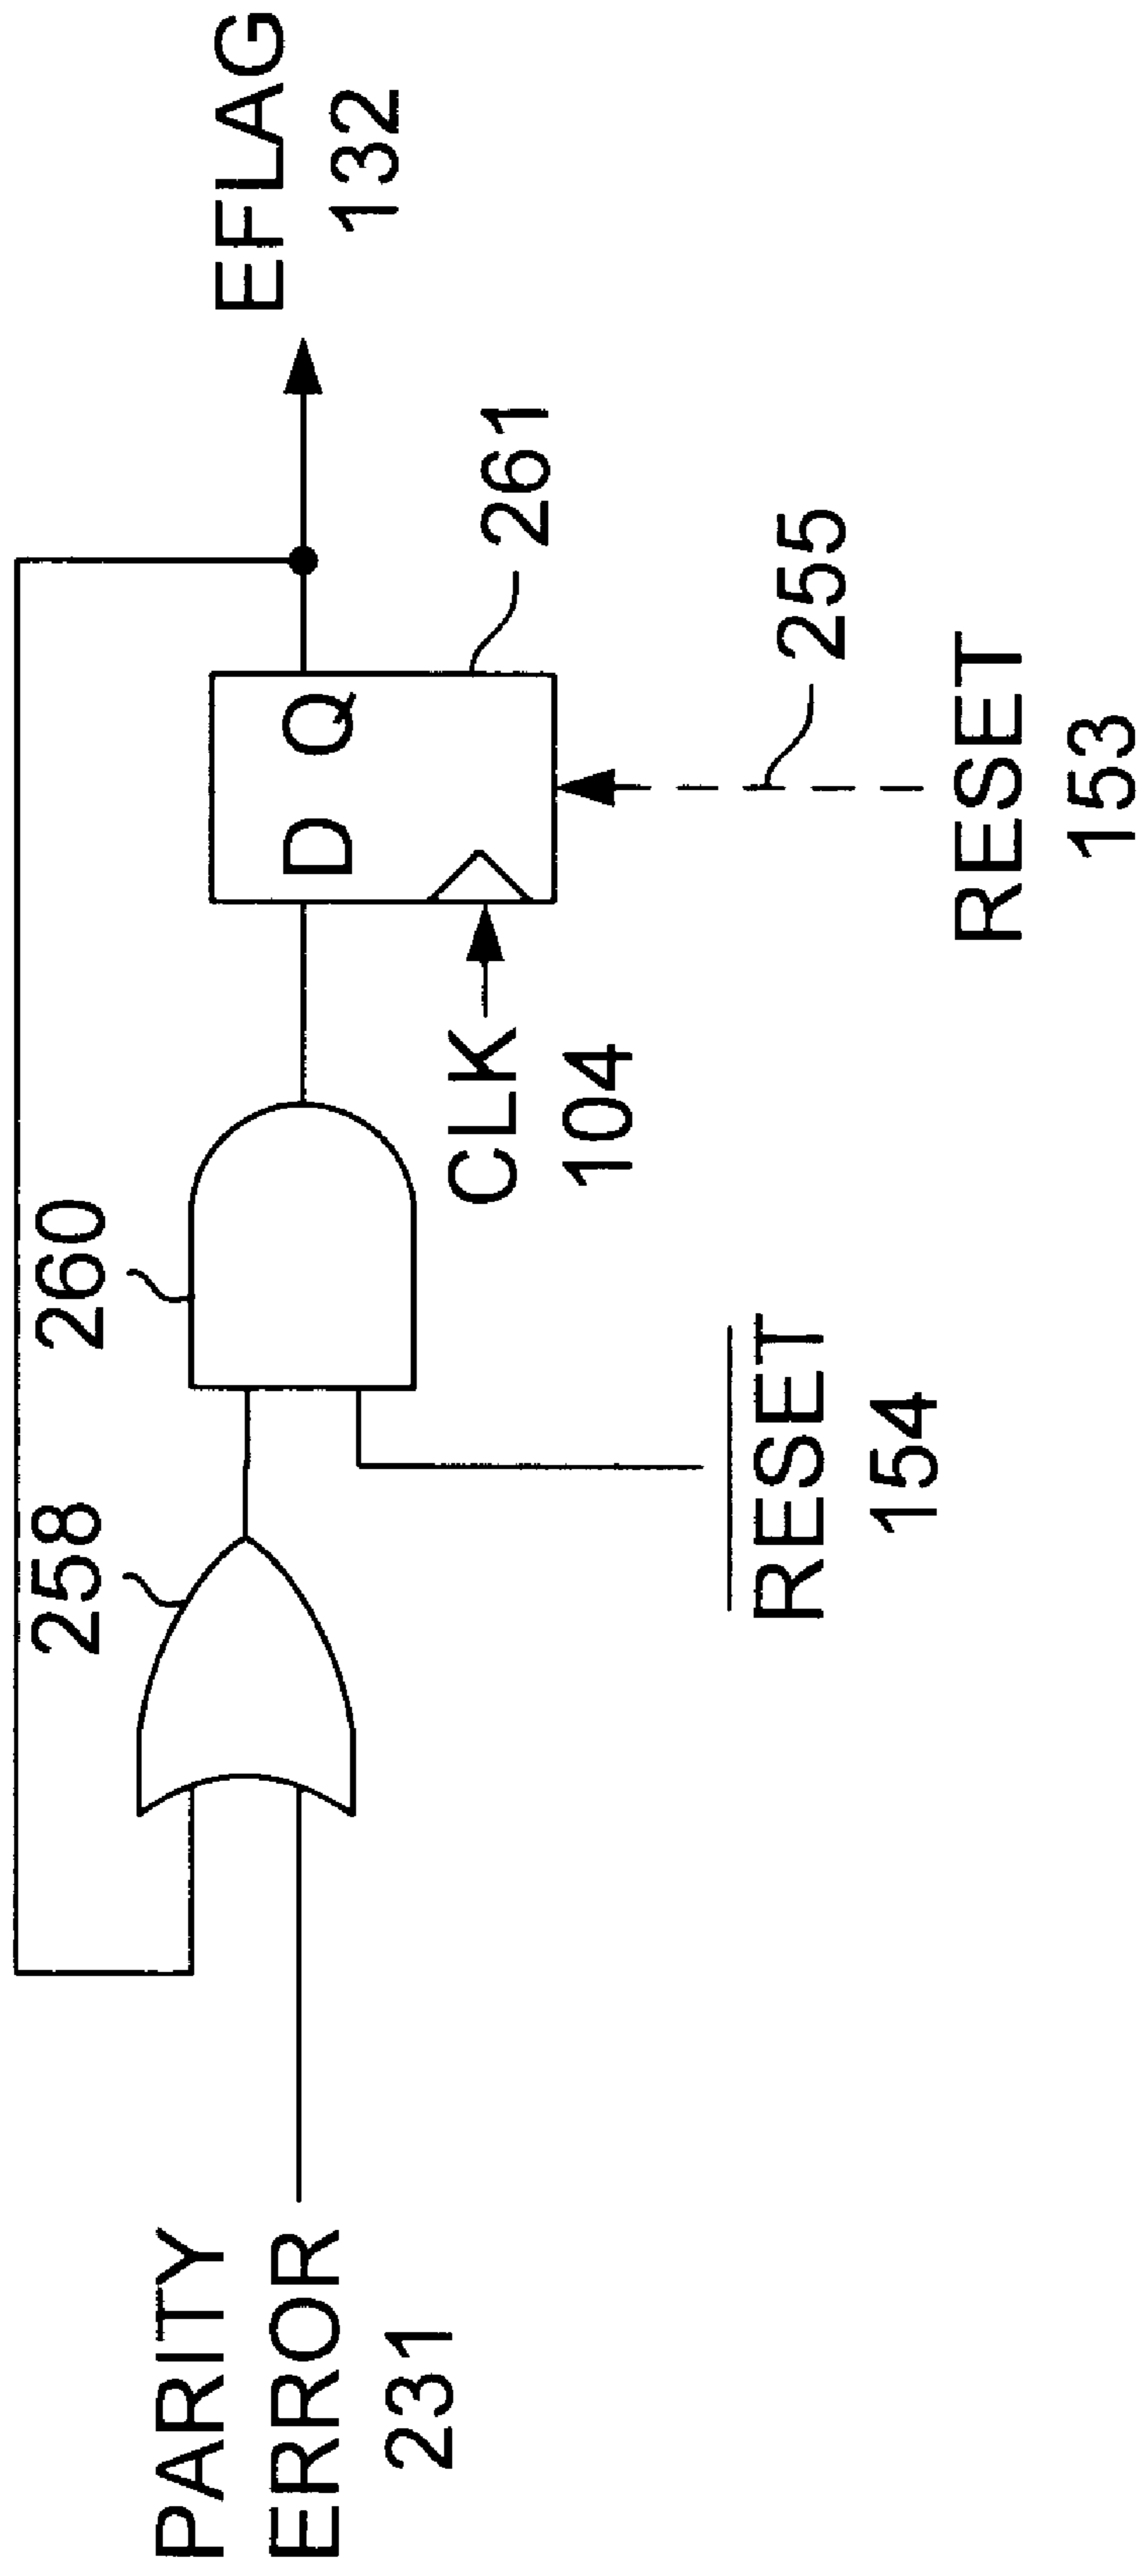 PARITY
ERROR
231
258
260
RESET
154
D Q
CLK
104
261
255
RESET
153
EFLAG
132